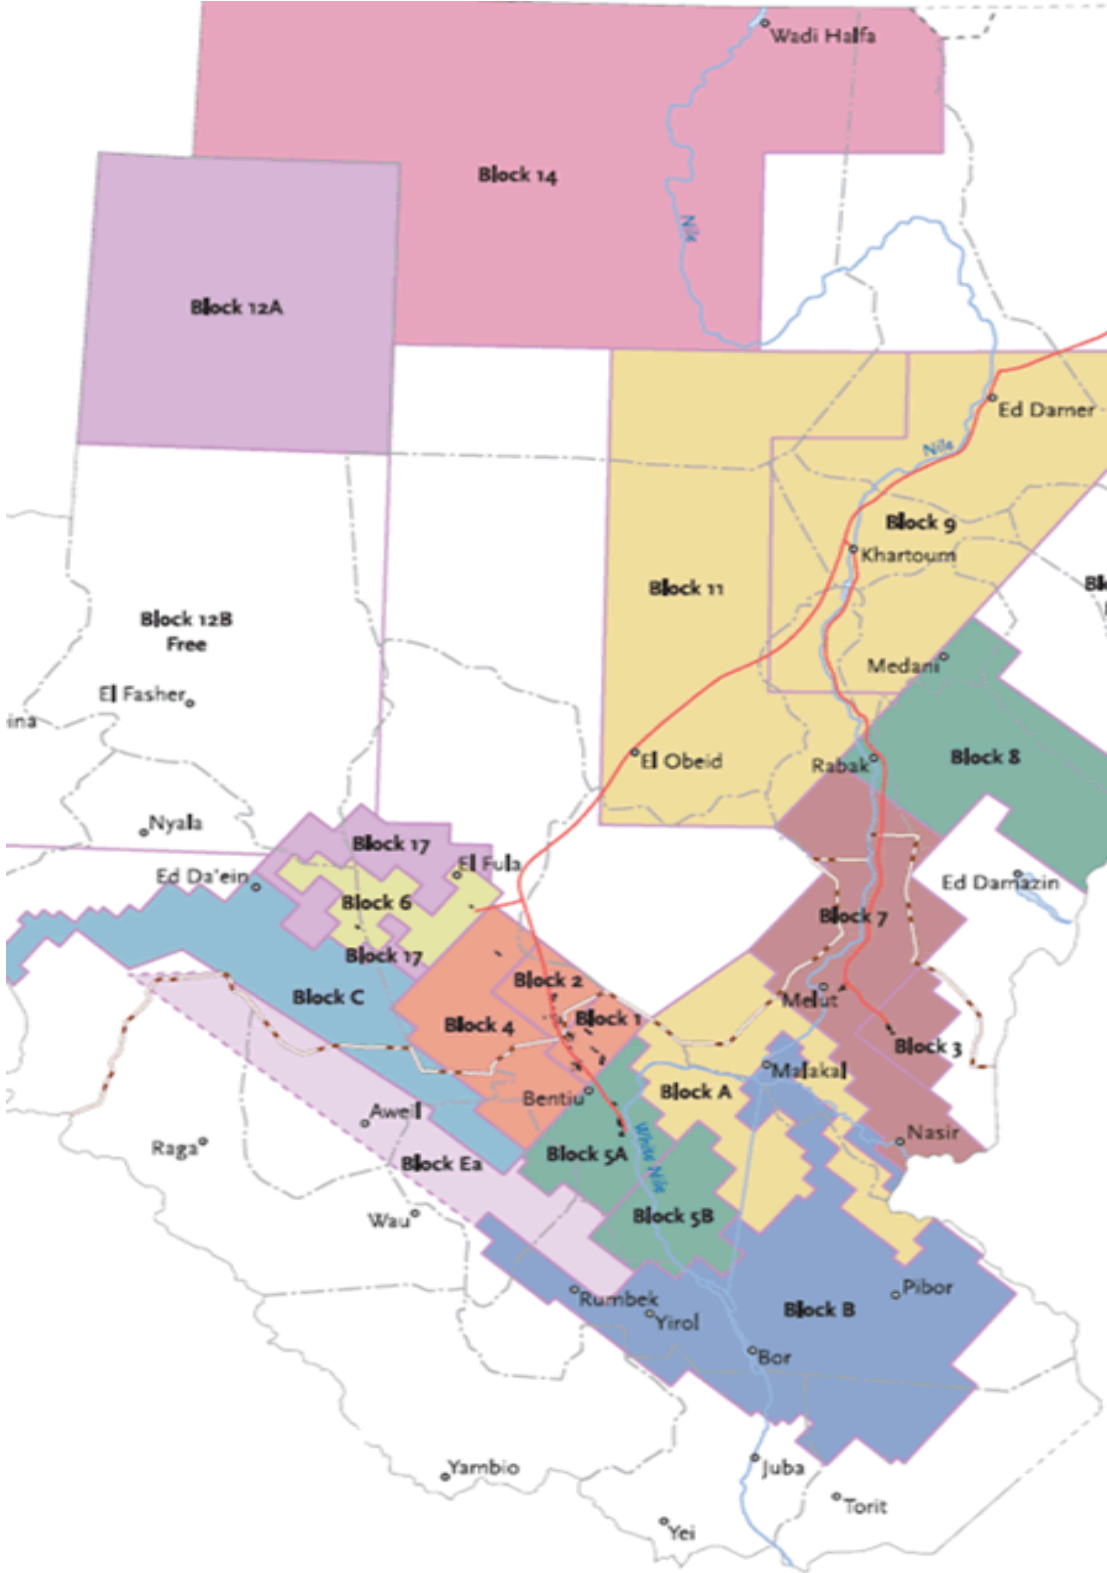 Wadi Halfa
Block 14
Nile
Block 12A
Ed Damer
Nile
Block 9
Khartoum
Block 11
Block 12B
Free
Medani
El Fasher
ina
El Obeid
Rabak
Block 8
Nyala
Block 17
El Fula
Ed Da'ein
Ed Damazin
Block 6
Block 7
Block 17
Block 2
Block C
Melut
Block 1
Block 4
Block 3
Malakal
Block A
Bentiu
Awell
Nasir
Raga
Block 5A
White Nile
Block Ea
Wau
Block 5B
Pibor
Rumbek
Block B
Yirol
Bor
Yambio
Juba
Torit
Yei